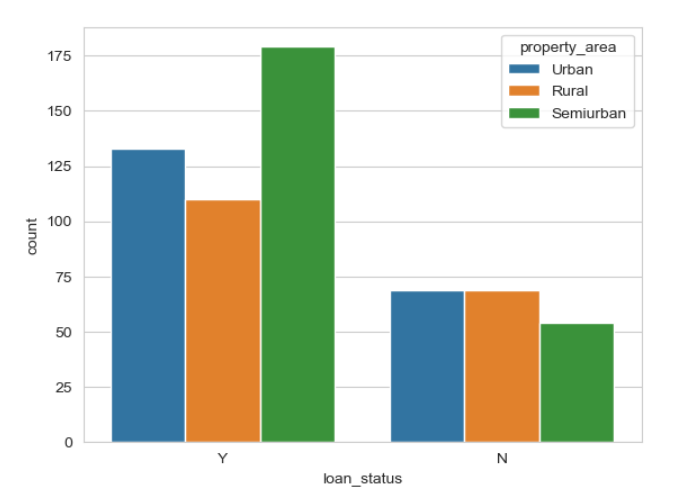 property_area
Urban
Rural
Semiurban
175
150
125
100
75
50
25
0
count
Y
N
loan_status